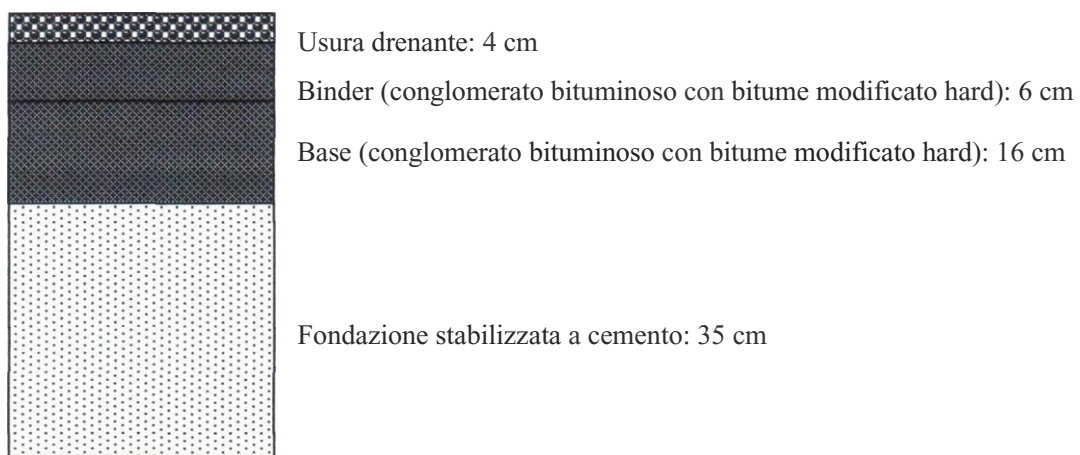 Usura drenante: 4 cm
Binder (conglomerato bituminoso con bitume modificato hard): 6 cm
Base (conglomerato bituminoso con bitume modificato hard): 16 cm
Fondazione stabilizzata a cemento: 35 cm